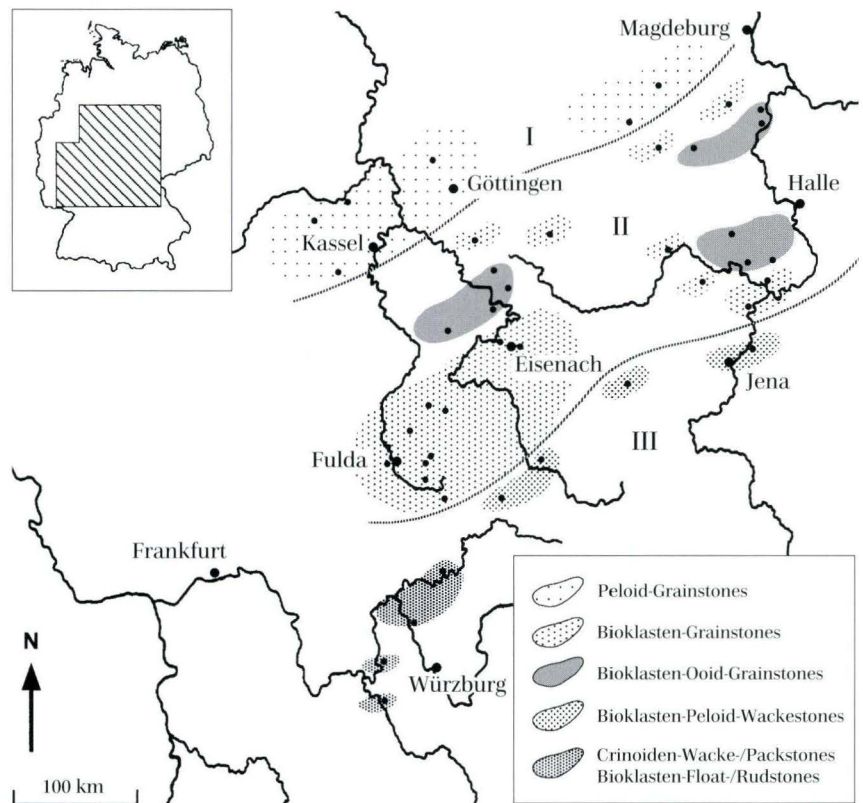 Magdeburg
I
Göttingen
Halle
Kassel
II
Eisenach
Jena
III
Fulda
Frankfurt
Würzburg
N
100 km
Peloid-Grainstones
Bioklasten-Grainstones
Bioklasten-Ooid-Grainstones
Bioklasten-Peloid-Wackestones
Crinoiden-Wacke-/Packstones
Bioklasten-Float-/Rudstones